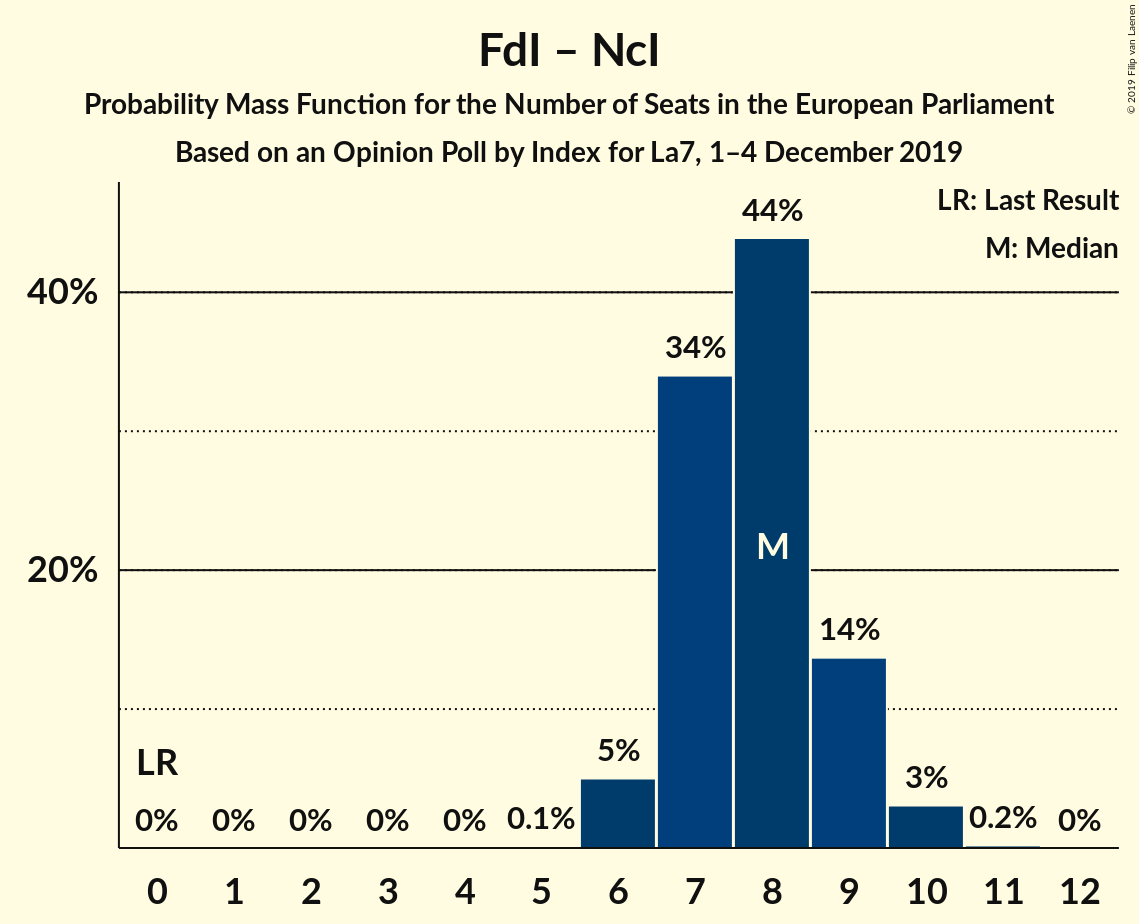 FdI – NcI
Probability Mass Function for the Number of Seats in the European Parliament
Based on an Opinion Poll by Index for La7, 1–4 December 2019
© 2019 Filip van Laenen
LR: Last Result
M: Median
44%
40%
34%
M
20%
14%
LR
5%
3%
0% 0% 0% 0% 0% 0.1% 0.2% 0%
0 1 2 3 4 5 6 7 8 9 10 11 12